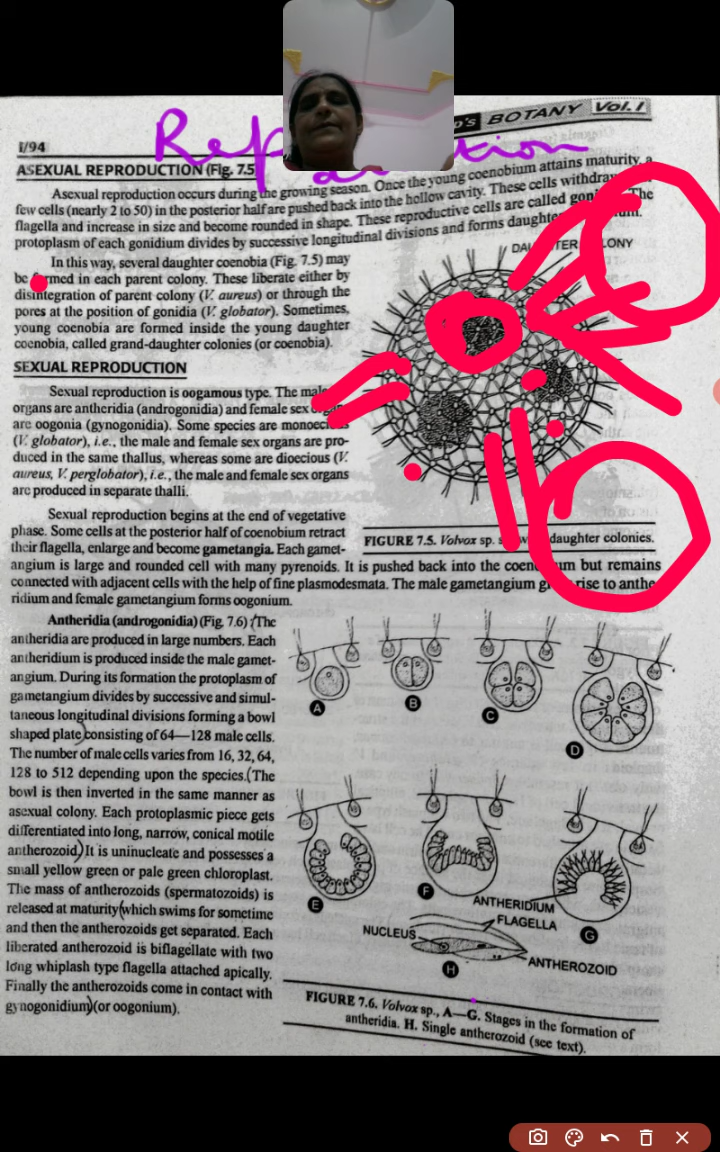 D'S BOTANY Vol. I
i/94
ASEXUAL REPRODUCTION (Fig. 7.5)
Asexual reproduction occurs during the growing season. Once the young coenobium attains maturity, a
few cells (nearly 2 to 50) in the posterior half are pushed back into the hollow cavity. These cells withdraw
flagella and increase in size and become rounded in shape. These reproductive cells are called The
protoplasm of each gonidium divides by successive longitudinal divisions and forms
In this way, several daughter coenobia (Fig. 7.5) may
be formed in each parent colony. These liberate either by
disintegration of parent colony (V. aureus) or through the
pores at the position of gonidia (V. globator). Sometimes,
young coenobia are formed inside the young daughter
coenobia, called grand-daughter colonies (or coenobia).
DAUGHTER COLONY
SEXUAL REPRODUCTION
Sexual reproduction is oogamous type. The male
organs are antheridia (androgonidia) and female sex organs
are oogonia (gynogonidia). Some species are monoecious
(V. globator), i.e., the male and female sex organs are pro-
duced in the same thallus, whereas some are dioecious (V.
aureus, V. perglobator), i.e., the male and female sex organs
are produced in separate thalli.
Sexual reproduction begins at the end of vegetative
phase. Some cells at the posterior half of coenobium retract
their flagella, enlarge and become gametangia. Each gamet-
angium is large and rounded cell with many pyrenoids. It is pushed back into the coenobium but remains
connected with adjacent cells with the help of fine plasmodesmata. The male gametangium gives rise to anthe
ridium and female gametangium forms oogonium.
FIGURE 7.5. Volvox sp. showing daughter colonies.
Antheridia (androgonidia) (Fig. 7.6) : The
antheridia are produced in large numbers. Each
antheridium is produced inside the male gamet-
angium. During its formation the protoplasm of
gametangium divides by successive and simul-
taneous longitudinal divisions forming a bowl
shaped plate consisting of 64—128 male cells.
The number of male cells varies from 16, 32, 64,
128 to 512 depending upon the species. The
bowl is then inverted in the same manner as
asexual colony. Each protoplasmic piece gets
differentiated into long, narrow, conical motile
antherozoid. It is uninucleate and possesses a
small yellow green or pale green chloroplast.
The mass of antherozoids (spermatozoids) is
released at maturity which swims for sometime
and then the antherozoids get separated. Each
liberated antherozoid is biflagellate with two
long whiplash type flagella attached apically.
Finally the antherozoids come in contact with
gynogonidium (or oogonium).
A
B
C
D
E
F
G
ANTHERIDIUM
FLAGELLA
NUCLEUS
ANTHEROZOID
H
FIGURE 7.6. Volvox sp., A—G. Stages in the formation of
antheridia. H. Single antherozoid (see text).